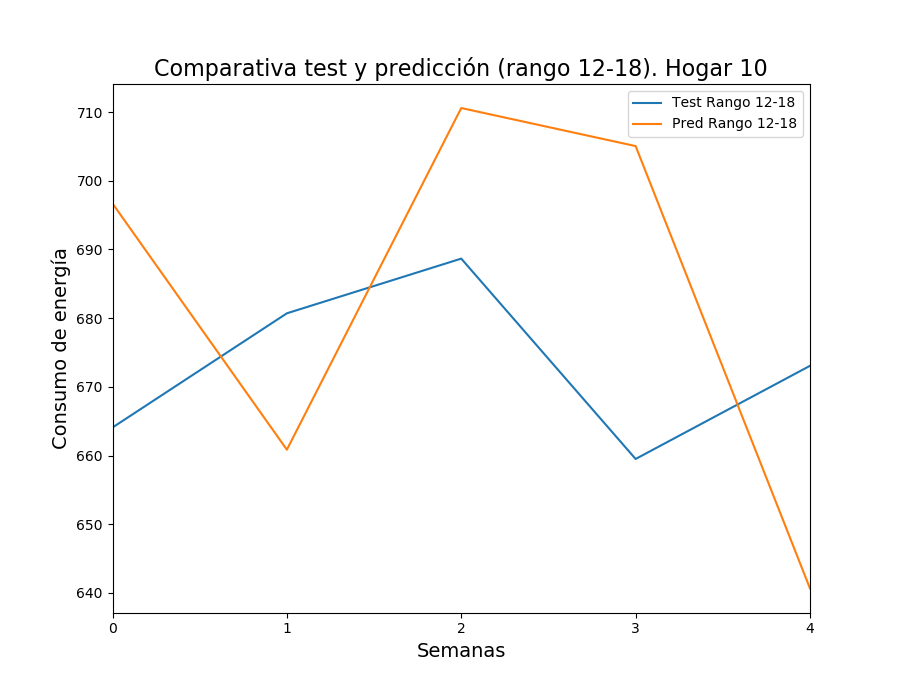 Comparativa test y predicción (rango 12-18). Hogar 10
Test Rango 12-18
Pred Rango 12-18
Consumo de energía
710
700
690
680
670
660
650
640
0 1 2 3 4
Semanas